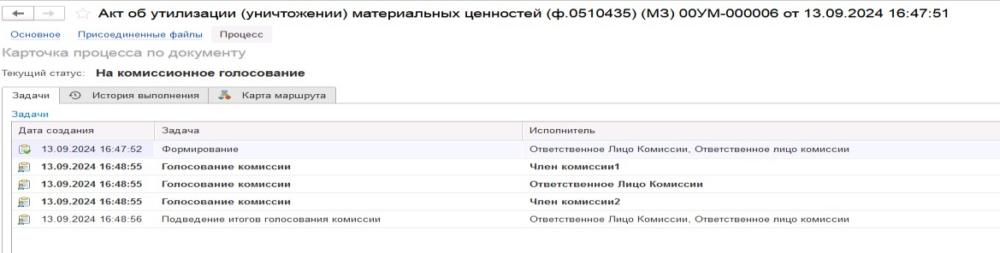 Акт об утилизации (уничтожении) материальных ценностей (ф.0510435) (МЗ) 00УМ-000006 от 13.09.2024 16:47:51
Основное Присоединенные файлы Процесс
Карточка процесса по документу
Текущий статус: На комиссионное голосование
Задачи История выполнения Карта маршрута
Задачи
Дата создания Задача Исполнитель
13.09.2024 16:47:52 Формирование Ответственное Лицо Комиссии, Ответственное лицо комиссии
13.09.2024 16:48:55 Голосование комиссии Член комиссии1
13.09.2024 16:48:55 Голосование комиссии Ответственное Лицо Комиссии
13.09.2024 16:48:55 Голосование комиссии Член комиссии2
13.09.2024 16:48:56 Подведение итогов голосования комиссии Ответственное Лицо Комиссии, Ответственное лицо комиссии